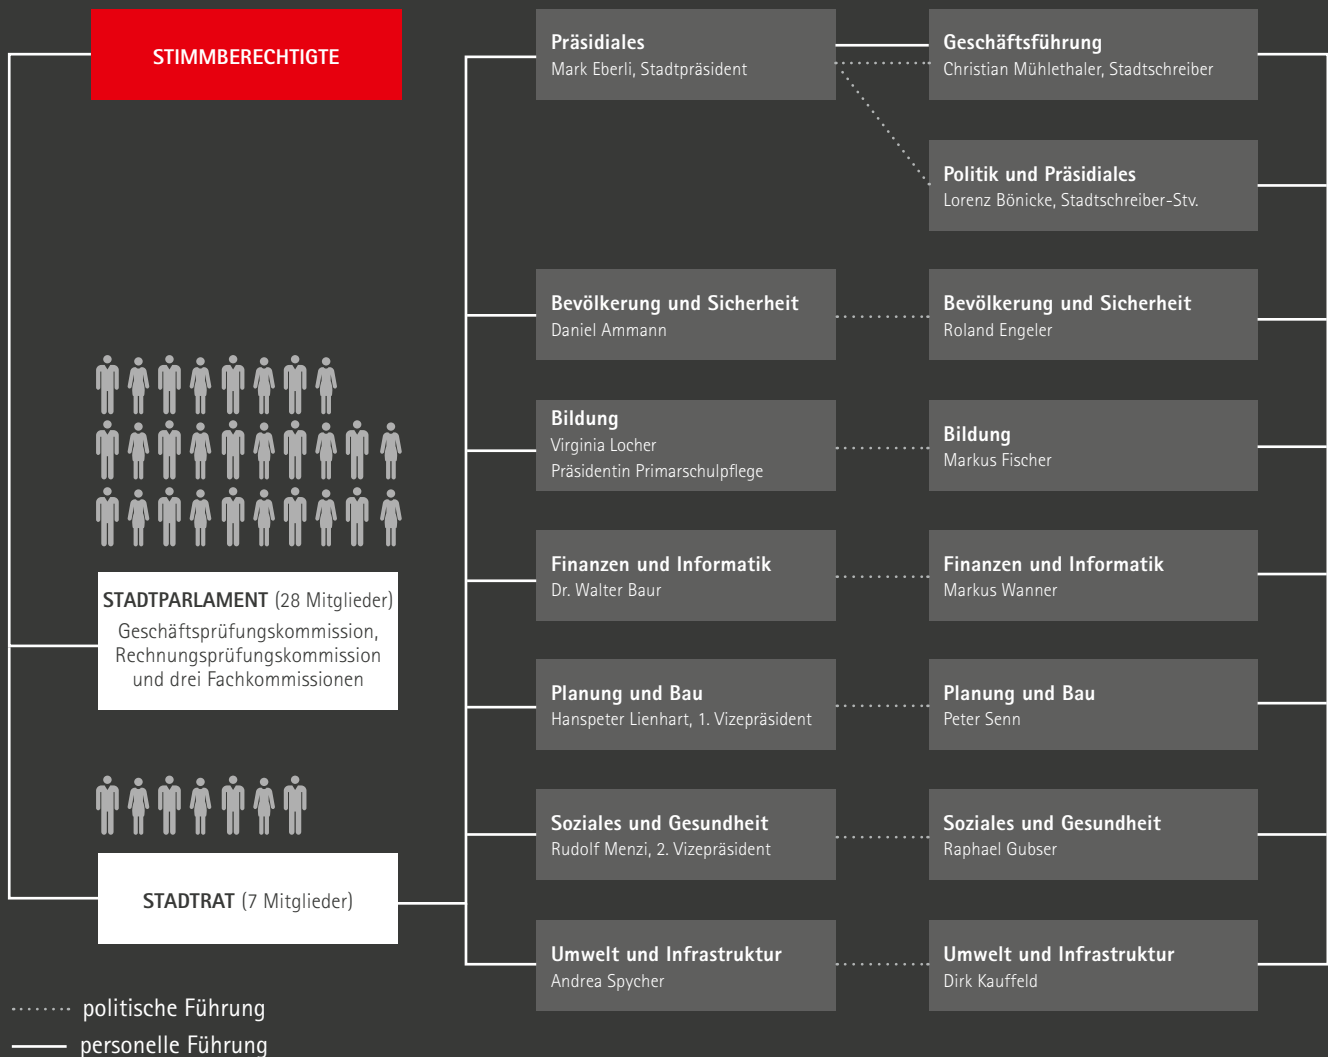 STIMMBERECHTIGTE
STADTPARLAMENT (28 Mitglieder)
Geschäftsprüfungskommission,
Rechnungsprüfungskommission
und drei Fachkommissionen
STADTRAT (7 Mitglieder)
Präsidiales
Mark Eberli, Stadtpräsident
Geschäftsführung
Christian Mühlethaler, Stadtschreiber
Politik und Präsidiales
Lorenz Bönicke, Stadtschreiber-Stv.
Bevölkerung und Sicherheit
Daniel Ammann
Bevölkerung und Sicherheit
Roland Engeler
Bildung
Virginia Locher
Präsidentin Primarschulpflege
Bildung
Markus Fischer
Finanzen und Informatik
Dr. Walter Baur
Finanzen und Informatik
Markus Wanner
Planung und Bau
Hanspeter Lienhart, 1. Vizepräsident
Planung und Bau
Peter Senn
Soziales und Gesundheit
Rudolf Menzi, 2. Vizepräsident
Soziales und Gesundheit
Raphael Gubser
Umwelt und Infrastruktur
Andrea Spycher
Umwelt und Infrastruktur
Dirk Kauffeld
politische Führung
personelle Führung